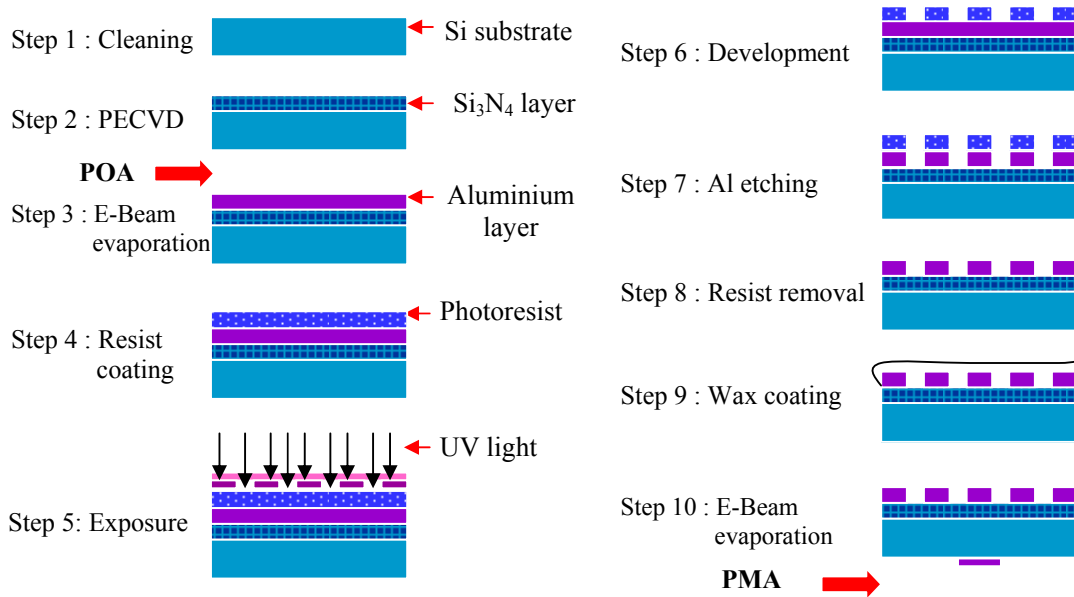 Step 1 : Cleaning
Si substrate
Step 2 : PECVD
Si₃N₄ layer
POA
Step 3 : E-Beam
evaporation
Aluminium
layer
Step 4 : Resist
coating
Photoresist
UV light
Step 5: Exposure
Step 6 : Development
Step 7 : Al etching
Step 8 : Resist removal
Step 9 : Wax coating
Step 10 : E-Beam
evaporation
PMA